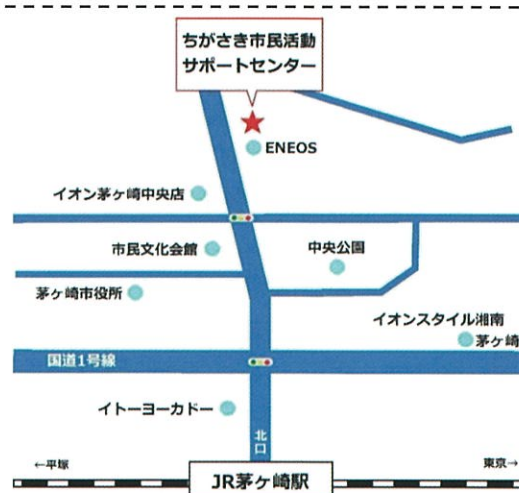 ちがさき市民活動
サポートセンター
ENEOS
イオン茅ヶ崎中央店
市民文化会館
中央公園
茅ヶ崎市役所
イオンスタイル湘南
茅ヶ崎
国道1号線
イトーヨーカドー
北口
←平塚
東京→
JR茅ヶ崎駅